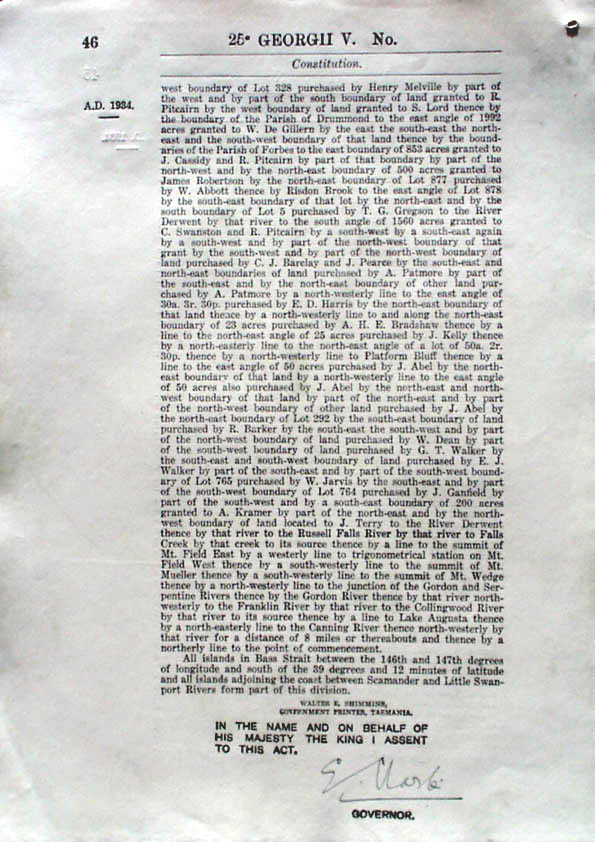 46
25° GEORGII V. No.
Constitution.
A.D. 1934.
west boundary of Lot 328 purchased by Henry Melville by part of
the west and by part of the south boundary of land granted to R.
Pitcairn by the west boundary of land granted to S. Lord thence by
the boundary of the Parish of Drummond to the east angle of 1992
acres granted to W. De Gillern by the east the south-east the north-
east and the south-west boundary of that land thence by the bound-
aries of the Parish of Forbes to the east boundary of 853 acres granted to
J. Cassidy and R. Pitcairn by part of that boundary by part of the
north-west and by the north-east boundary of 500 acres granted to
James Robertson by the north-east boundary of Lot 877 purchased
by W. Abbott thence by Risdon Brook to the east angle of Lot 878
by the south-east boundary of that lot by the north-east and by the
south boundary of Lot 5 purchased by T. G. Gregson to the River
Derwent by that river to the south angle of 1560 acres granted to
C. Swanston and R. Pitcairn by a south-west by a south-east again
by a south-west and by part of the north-west boundary of that
grant by the south-west and by part of the north-west boundary of
land purchased by C. J. Barclay and J. Pearce by the south-east and
north-east boundaries of land purchased by A. Patmore by part of
the south-east and by the north-east boundary of other land pur-
chased by A. Patmore by a north-westerly line to the east angle of
30a. 3r. 30p. purchased by E. D. Harris by the north-east boundary of
that land thence by a north-westerly line to and along the north-east
boundary of 23 acres purchased by A. H. E. Bradshaw thence by a
line to the north-east angle of 25 acres purchased by J. Kelly thence
by a north-easterly line to the north-east angle of a lot of 50a. 2r.
30p. thence by a north-westerly line to Platform Bluff thence by a
line to the east angle of 50 acres purchased by J. Abel by the north-
east boundary of that land by a north-westerly line to the east angle
of 50 acres also purchased by J. Abel by the north-east and north-
west boundary of that land by part of the north-east and by part
of the north-west boundary of other land purchased by J. Abel by
the north-east boundary of Lot 292 by the south-east boundary of land
purchased by R. Barker by the south-east the south-west and by part
of the north-west boundary of land purchased by W. Dean by part
of the north-west boundary of land purchased by G. T. Walker by
the south-east and south-west boundary of land purchased by E. J.
Walker by part of the south-east and by part of the south-west bound-
ary of Lot 765 purchased by W. Jarvis by the south-east and by part
of the south-west boundary of Lot 764 purchased by J. Ganfield by
part of the south-west and by a south-east boundary of 200 acres
granted to A. Kramer by part of the north-east and by the north-
west boundary of land located to J. Terry to the River Derwent
thence by that river to the Russell Falls River by that river to Falls
Creek by that creek to its source thence by a line to the summit of
Mt. Field East by a westerly line to trigonometrical station on Mt.
Field West thence by a south-westerly line to the summit of Mt.
Mueller thence by a south-westerly line to the summit of Mt. Wedge
thence by a north-westerly line to the junction of the Gordon and Ser-
pentine Rivers thence by the Gordon River thence by that river north-
westerly to the Franklin River by that river to the Collingwood River
by that river to its source thence by a line to Lake Augusta thence
by a north-easterly line to the Canning River thence north-westerly by
that river for a distance of 8 miles or thereabouts and thence by a
northerly line to the point of commencement.
All islands in Bass Strait between the 146th and 147th degrees
of longitude and south of the 39 degrees and 12 minutes of latitude
and all islands adjoining the coast between Scamander and Little Swan-
port Rivers form part of this division.
WALTER E. SHIMMINS,
GOVERNMENT PRINTER, TASMANIA.
IN THE NAME AND ON BEHALF OF
HIS MAJESTY THE KING I ASSENT
TO THIS ACT.
E. Clark
GOVERNOR.